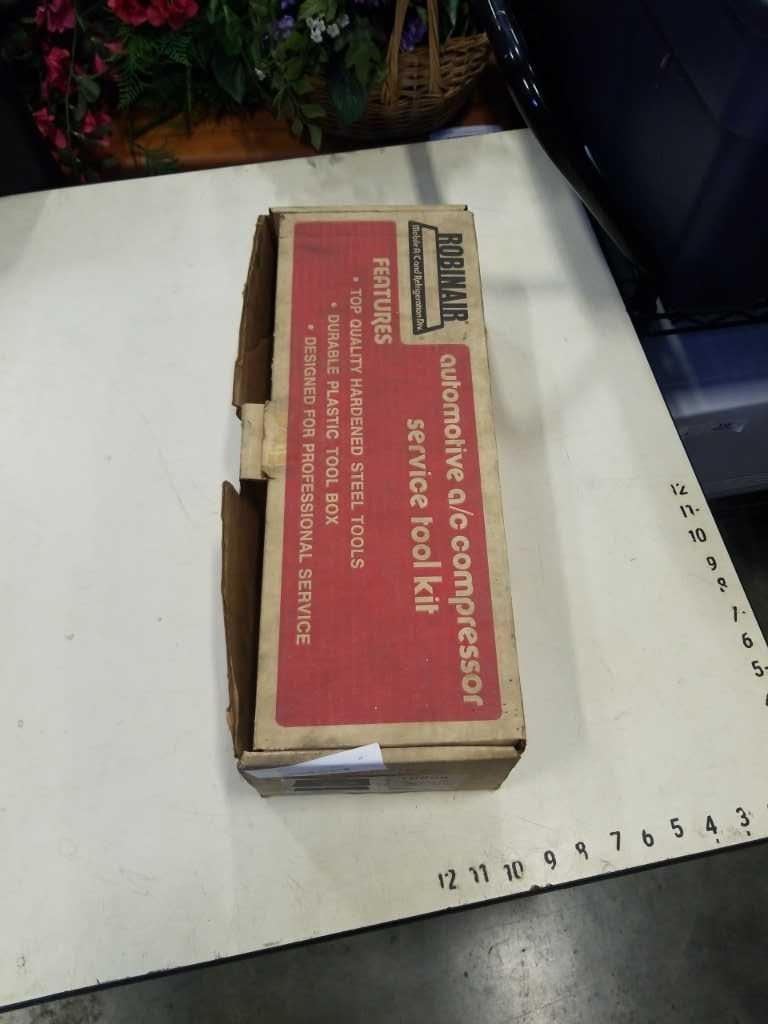 ROBINAIR
Mobile A/C and Refrigeration Div.
automotive a/c compressor
service tool kit
FEATURES
• TOP QUALITY HARDENED STEEL TOOLS
• DURABLE PLASTIC TOOL BOX
• DESIGNED FOR PROFESSIONAL SERVICE
12
11
10
9
8
7
6
5
12 11 10 9 8 7 6 5 4 3